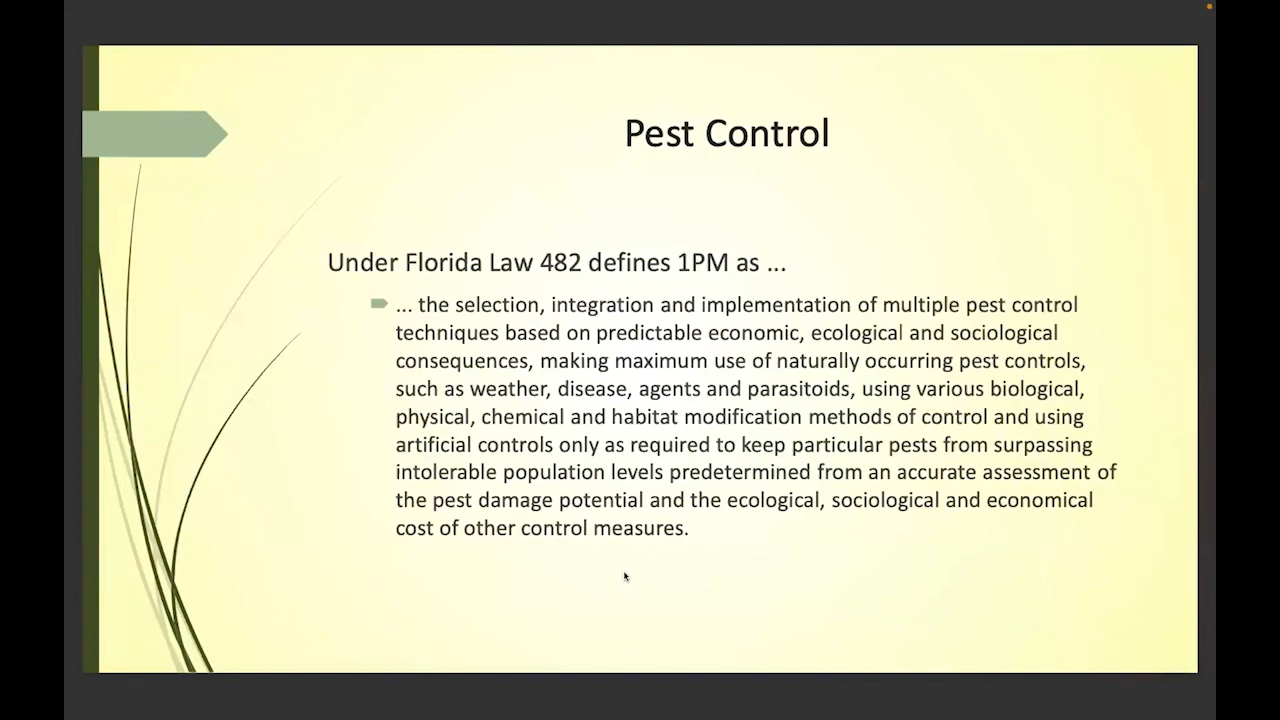 Pest Control
Under Florida Law 482 defines 1PM as ...
... the selection, integration and implementation of multiple pest control
techniques based on predictable economic, ecological and sociological
consequences, making maximum use of naturally occurring pest controls,
such as weather, disease, agents and parasitoids, using various biological,
physical, chemical and habitat modification methods of control and using
artificial controls only as required to keep particular pests from surpassing
intolerable population levels predetermined from an accurate assessment of
the pest damage potential and the ecological, sociological and economical
cost of other control measures.